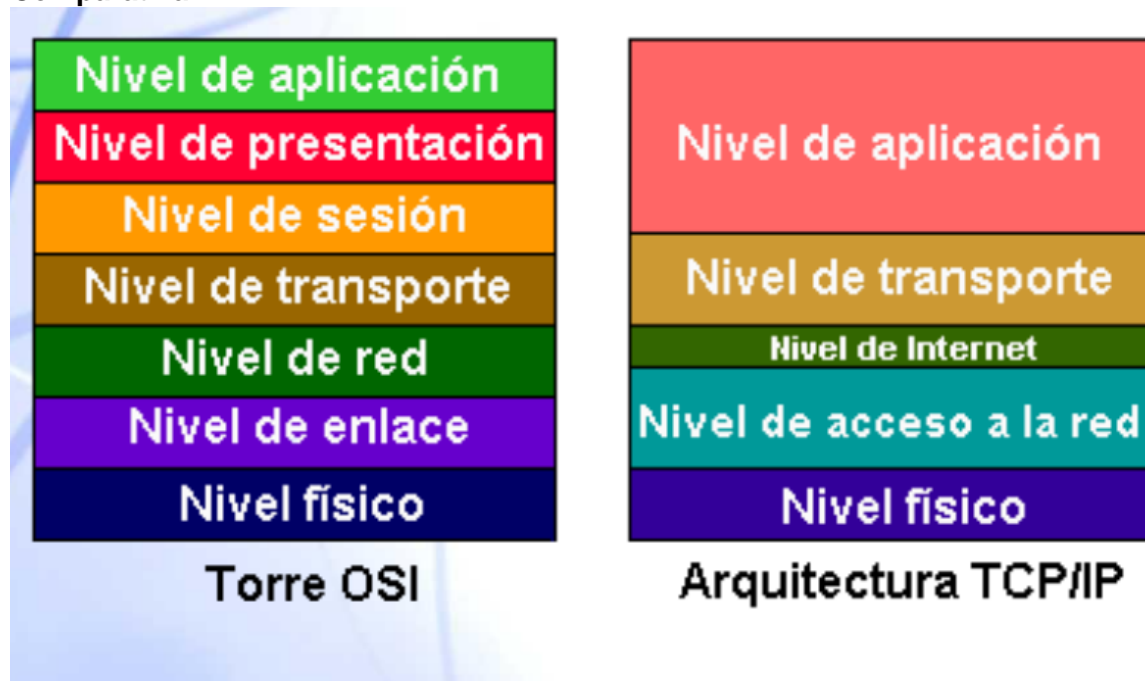 Nivel de aplicación
Nivel de presentación
Nivel de sesión
Nivel de transporte
Nivel de red
Nivel de enlace
Nivel físico
Torre OSI
Nivel de aplicación
Nivel de transporte
Nivel de Internet
Nivel de acceso a la red
Nivel físico
Arquitectura TCP/IP